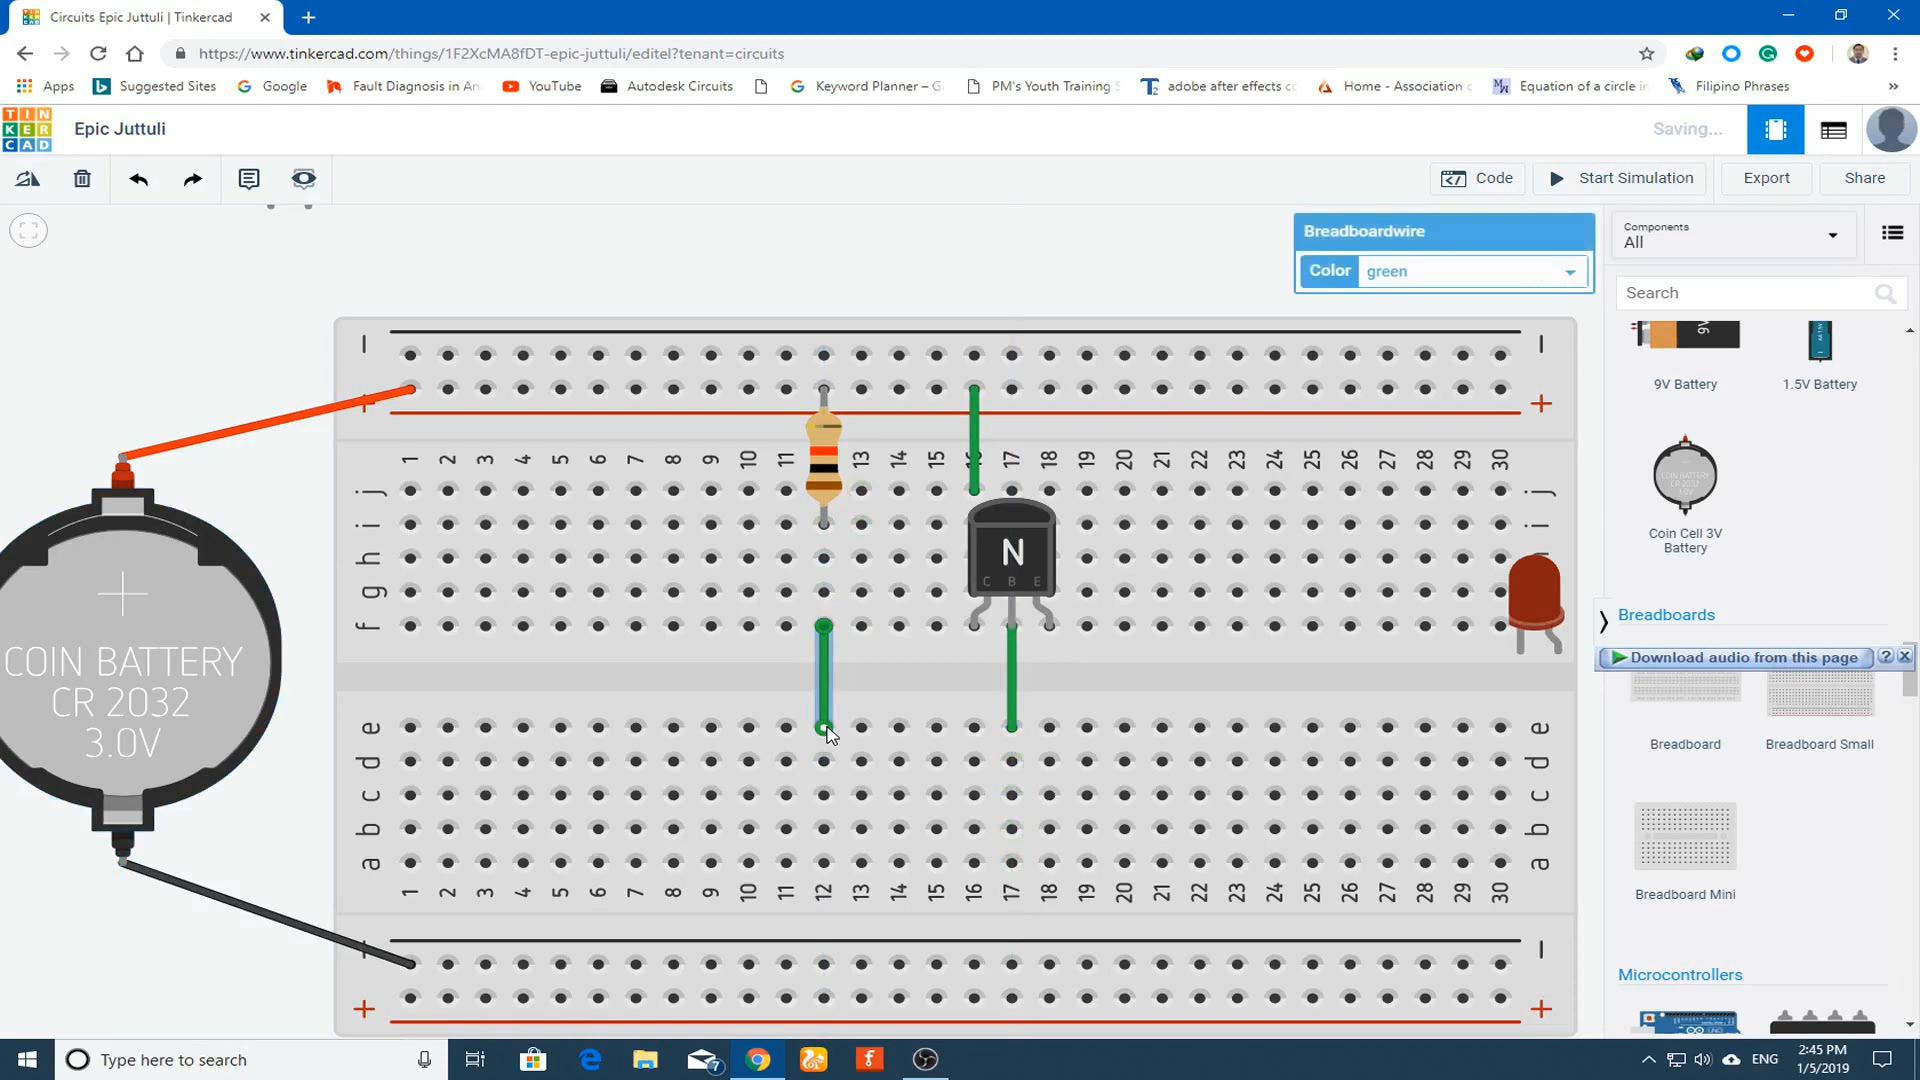 Circuits Epic Juttuli | Tinkercad
https://www.tinkercad.com/things/1F2XcMA8fDT-epic-juttuli/editel?tenant=circuits
Apps Suggested Sites Google Fault Diagnosis in An YouTube Autodesk Circuits Keyword Planner – G PM's Youth Training S adobe after effects cc Home - Association c Equation of a circle in Filipino Phrases »
TIN
KER
CAD
Epic Juttuli
Saving...
Code Start Simulation Export Share
Breadboardwire
Color green
Components
All
Search
9V Battery 1.5V Battery
Coin Cell 3V
Battery
Breadboards
Download audio from this page
Breadboard Breadboard Small
Breadboard Mini
Microcontrollers
1 2 3 4 5 6 7 8 9 10 11 13 14 15 16 17 18 19 20 21 22 23 24 25 26 27 28 29 30
j j
i i
h
g
f
N
C B E
COIN BATTERY
CR 2032
3.0V
e e
d d
c c
b b
a a
1 2 3 4 5 6 7 8 9 10 11 12 13 14 15 16 17 18 19 20 21 22 23 24 25 26 27 28 29 30
Type here to search
7
ENG
2:45 PM
1/5/2019